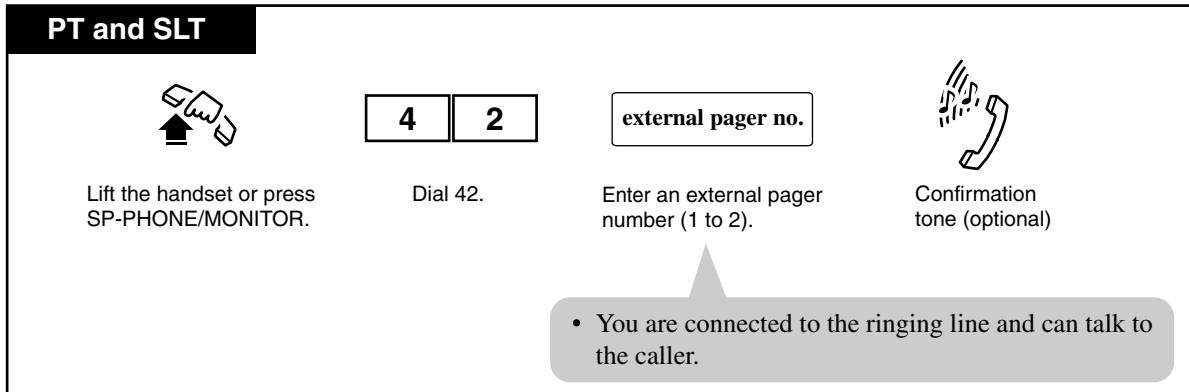 PT and SLT
4 2
external pager no.
Lift the handset or press
SP-PHONE/MONITOR.
Dial 42.
Enter an external pager
number (1 to 2).
Confirmation
tone (optional)
• You are connected to the ringing line and can talk to
the caller.